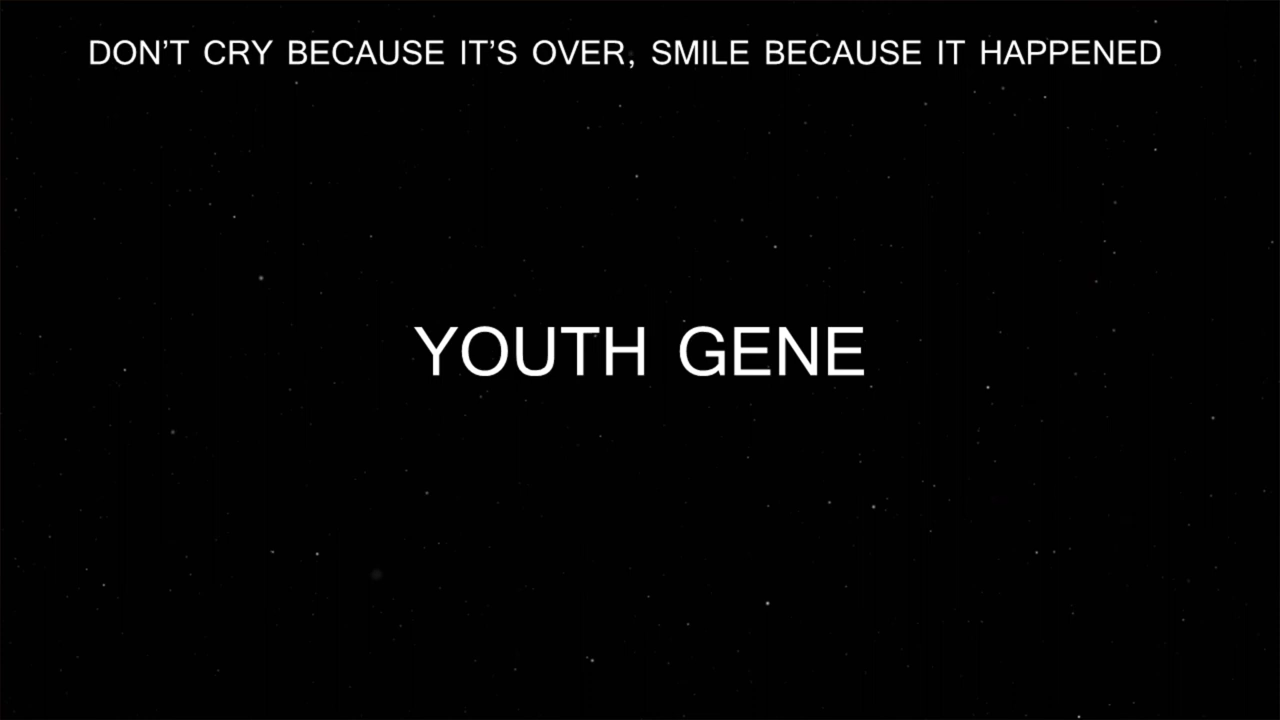 DON’T CRY BECAUSE IT’S OVER, SMILE BECAUSE IT HAPPENED
YOUTH GENE